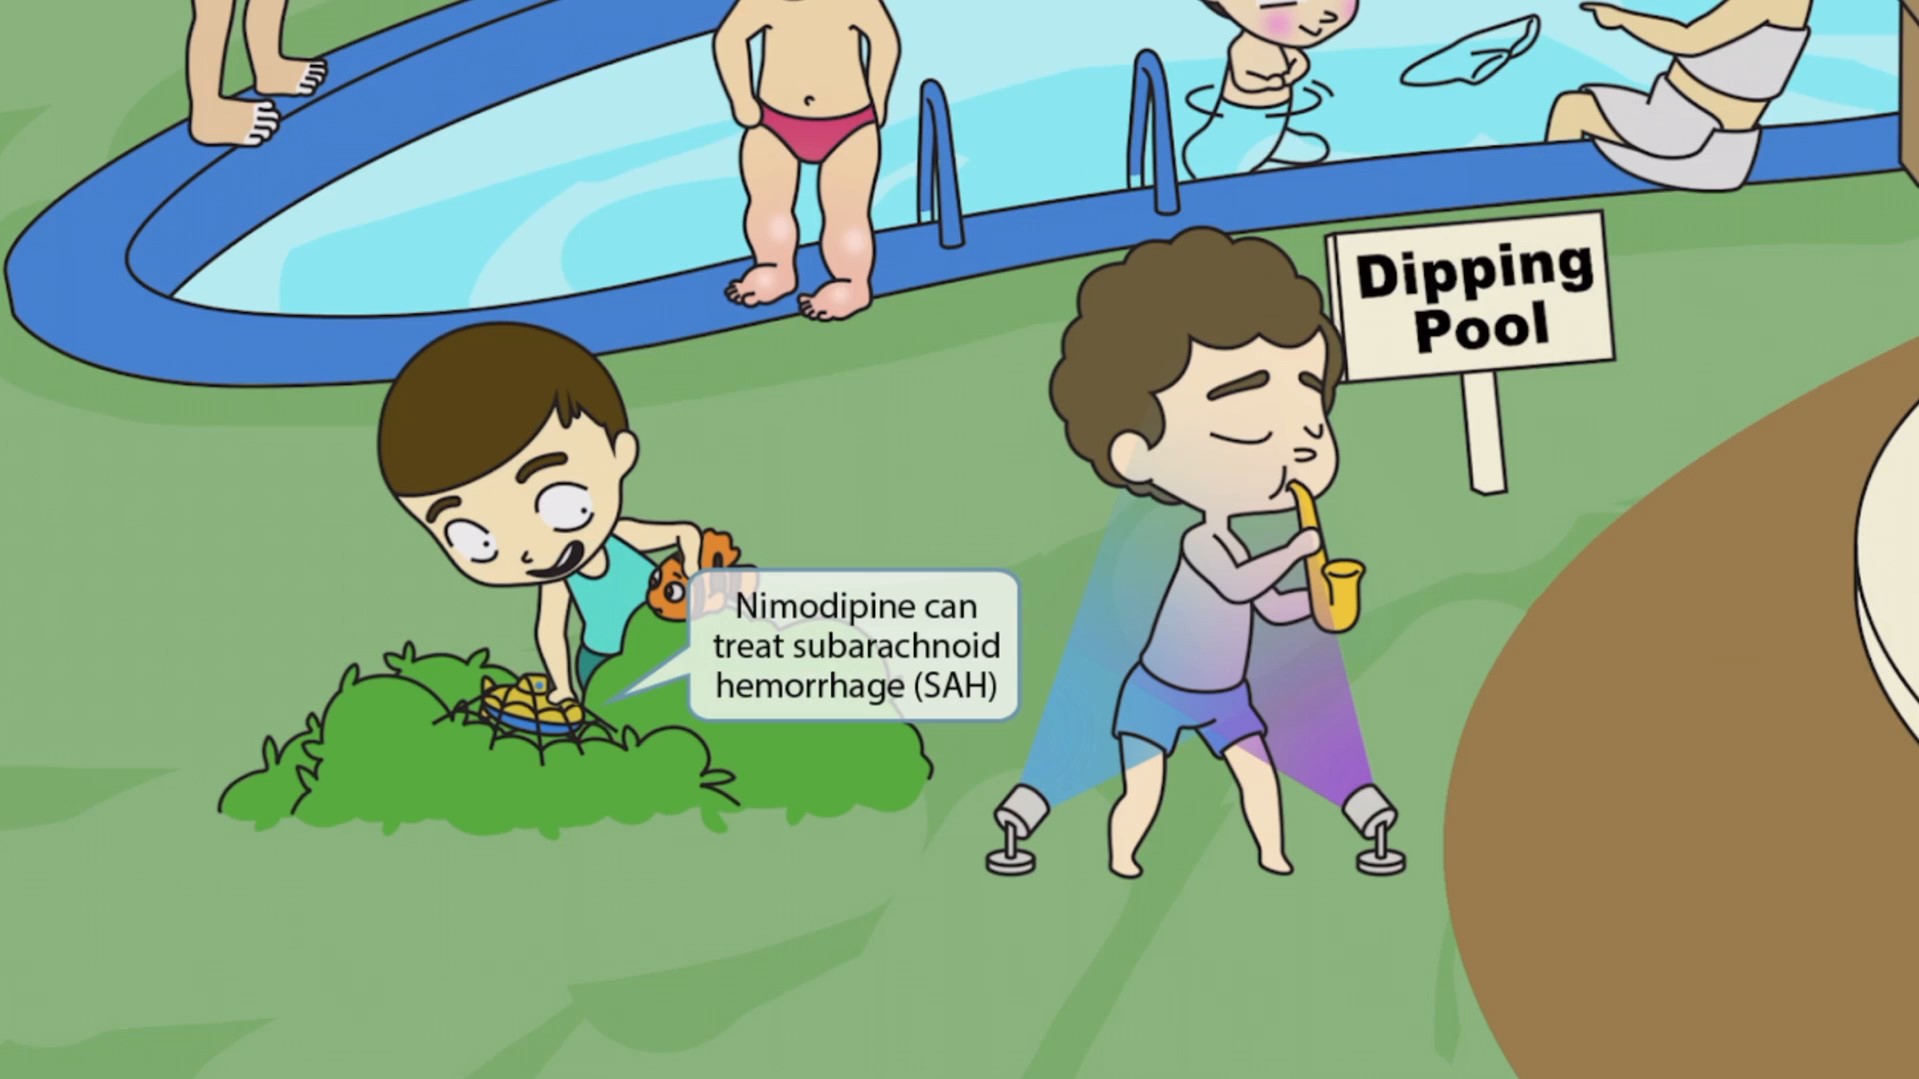 Dipping
Pool
Nimodipine can
treat subarachnoid
hemorrhage (SAH)